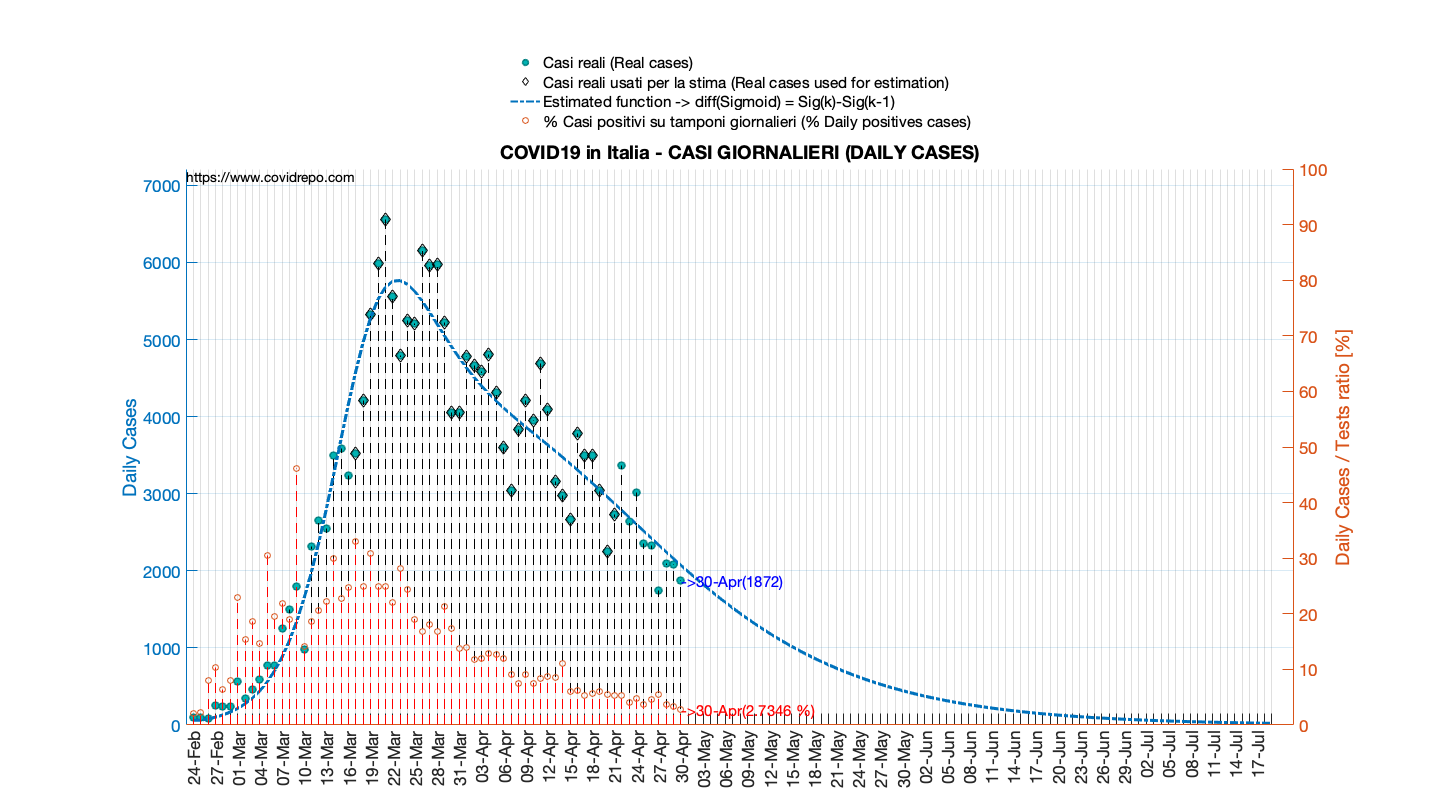 Casi reali (Real cases)
Casi reali usati per la stima (Real cases used for estimation)
Estimated function -> diff(Sigmoid) = Sig(k)-Sig(k-1)
% Casi positivi su tamponi giornalieri (% Daily positives cases)
COVID19 in Italia - CASI GIORNALIERI (DAILY CASES)
https://www.covidrepo.com
Daily Cases
7000
6000
5000
4000
3000
2000
1000
0
->30-Apr(1872)
->30-Apr(2.7346 %)
100
90
80
70
60
50
40
30
20
10
0
Daily Cases / Tests ratio [%]
24-Feb
27-Feb
01-Mar
04-Mar
07-Mar
10-Mar
13-Mar
16-Mar
19-Mar
22-Mar
25-Mar
28-Mar
31-Mar
03-Apr
06-Apr
09-Apr
12-Apr
15-Apr
18-Apr
21-Apr
24-Apr
27-Apr
30-Apr
03-May
06-May
09-May
12-May
15-May
18-May
21-May
24-May
27-May
30-May
02-Jun
05-Jun
08-Jun
11-Jun
14-Jun
17-Jun
20-Jun
23-Jun
26-Jun
29-Jun
02-Jul
05-Jul
08-Jul
11-Jul
14-Jul
17-Jul